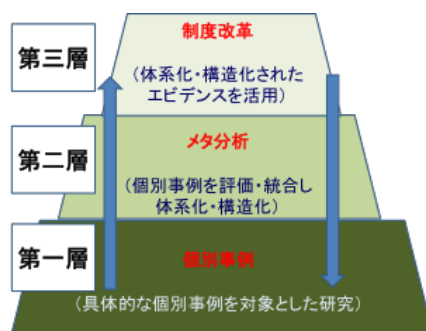 第三層
制度改革
(体系化・構造化された
エビデンスを活用)
第二層
メタ分析
(個別事例を評価・統合し
体系化・構造化)
第一層
個別事例
(具体的な個別事例を対象とした研究)